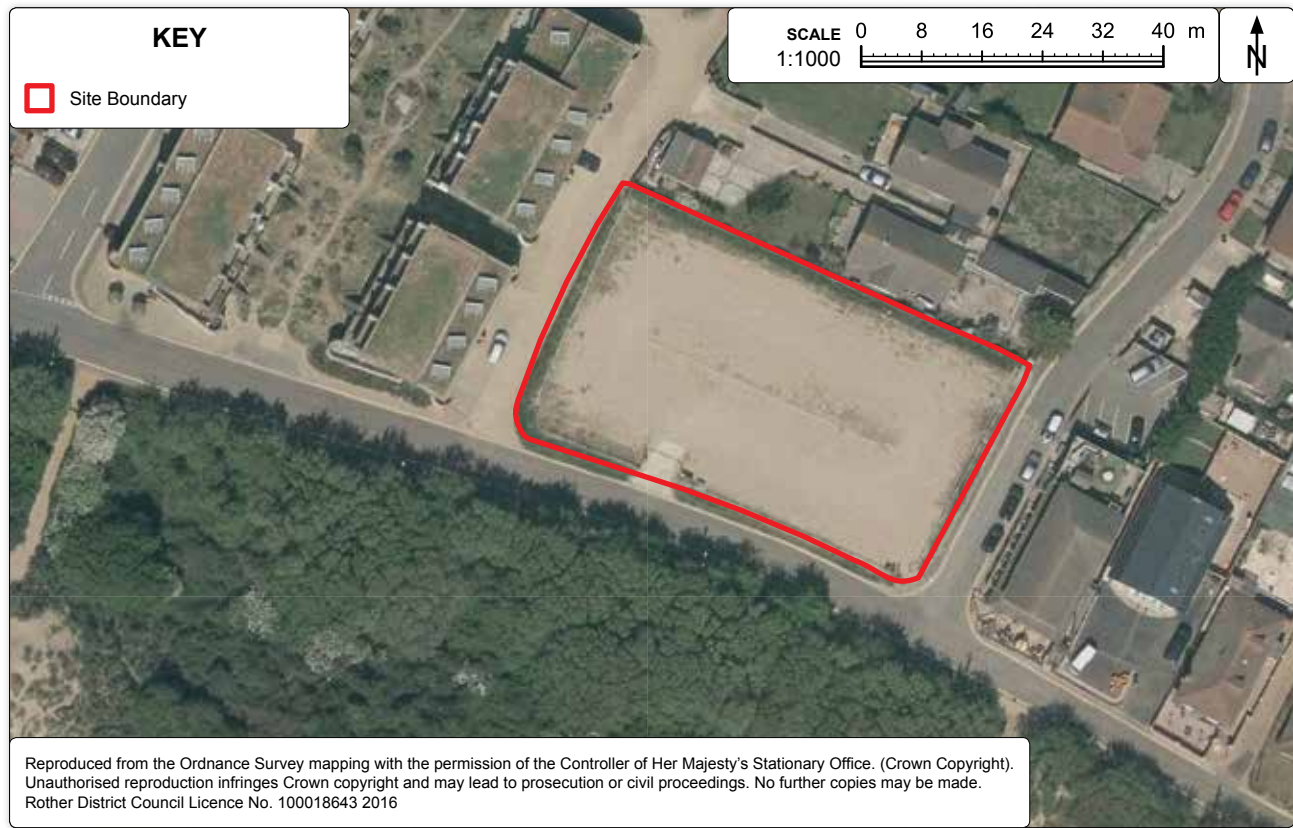 KEY
Site Boundary
SCALE 0 8 16 24 32 40 m
1:1000
N
Reproduced from the Ordnance Survey mapping with the permission of the Controller of Her Majesty's Stationary Office. (Crown Copyright).
Unauthorised reproduction infringes Crown copyright and may lead to prosecution or civil proceedings. No further copies may be made.
Rother District Council Licence No. 100018643 2016